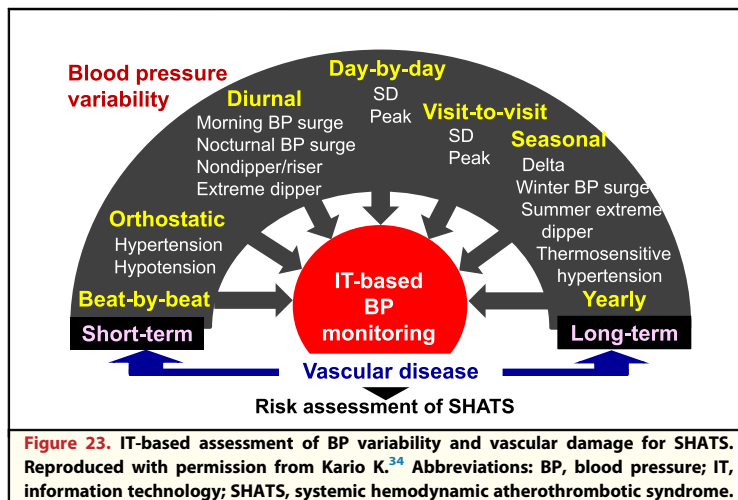 Blood pressure
variability
Day-by-day
SD
Peak
Diurnal
Morning BP surge
Nocturnal BP surge
Nondipper/riser
Extreme dipper
Visit-to-visit
SD
Peak
Seasonal
Delta
Winter BP surge
Summer extreme
dipper
Thermosensitive
hypertension
Orthostatic
Hypertension
Hypotension
Beat-by-beat
Yearly
IT-based
BP
monitoring
Short-term
Long-term
Vascular disease
Risk assessment of SHATS
Figure 23. IT-based assessment of BP variability and vascular damage for SHATS.
Reproduced with permission from Kario K.34 Abbreviations: BP, blood pressure; IT,
information technology; SHATS, systemic hemodynamic atherothrombotic syndrome.